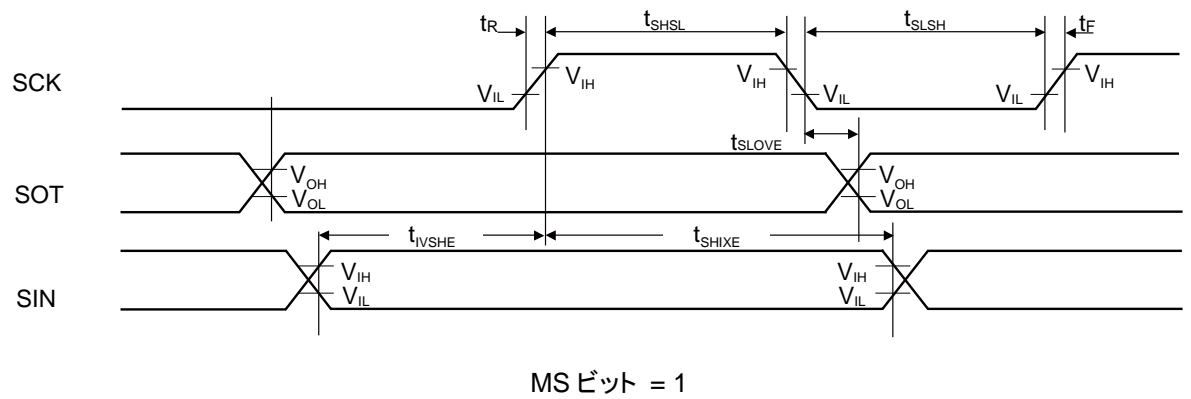 tR tSHSL tSLSH tF
SCK VIL VIH VIH VIL VIL VIH
tSLOVE
SOT VOH VOL VOH VOL
tIVSHE tSHIXE
SIN VIH VIL VIH VIL
MS ビット = 1